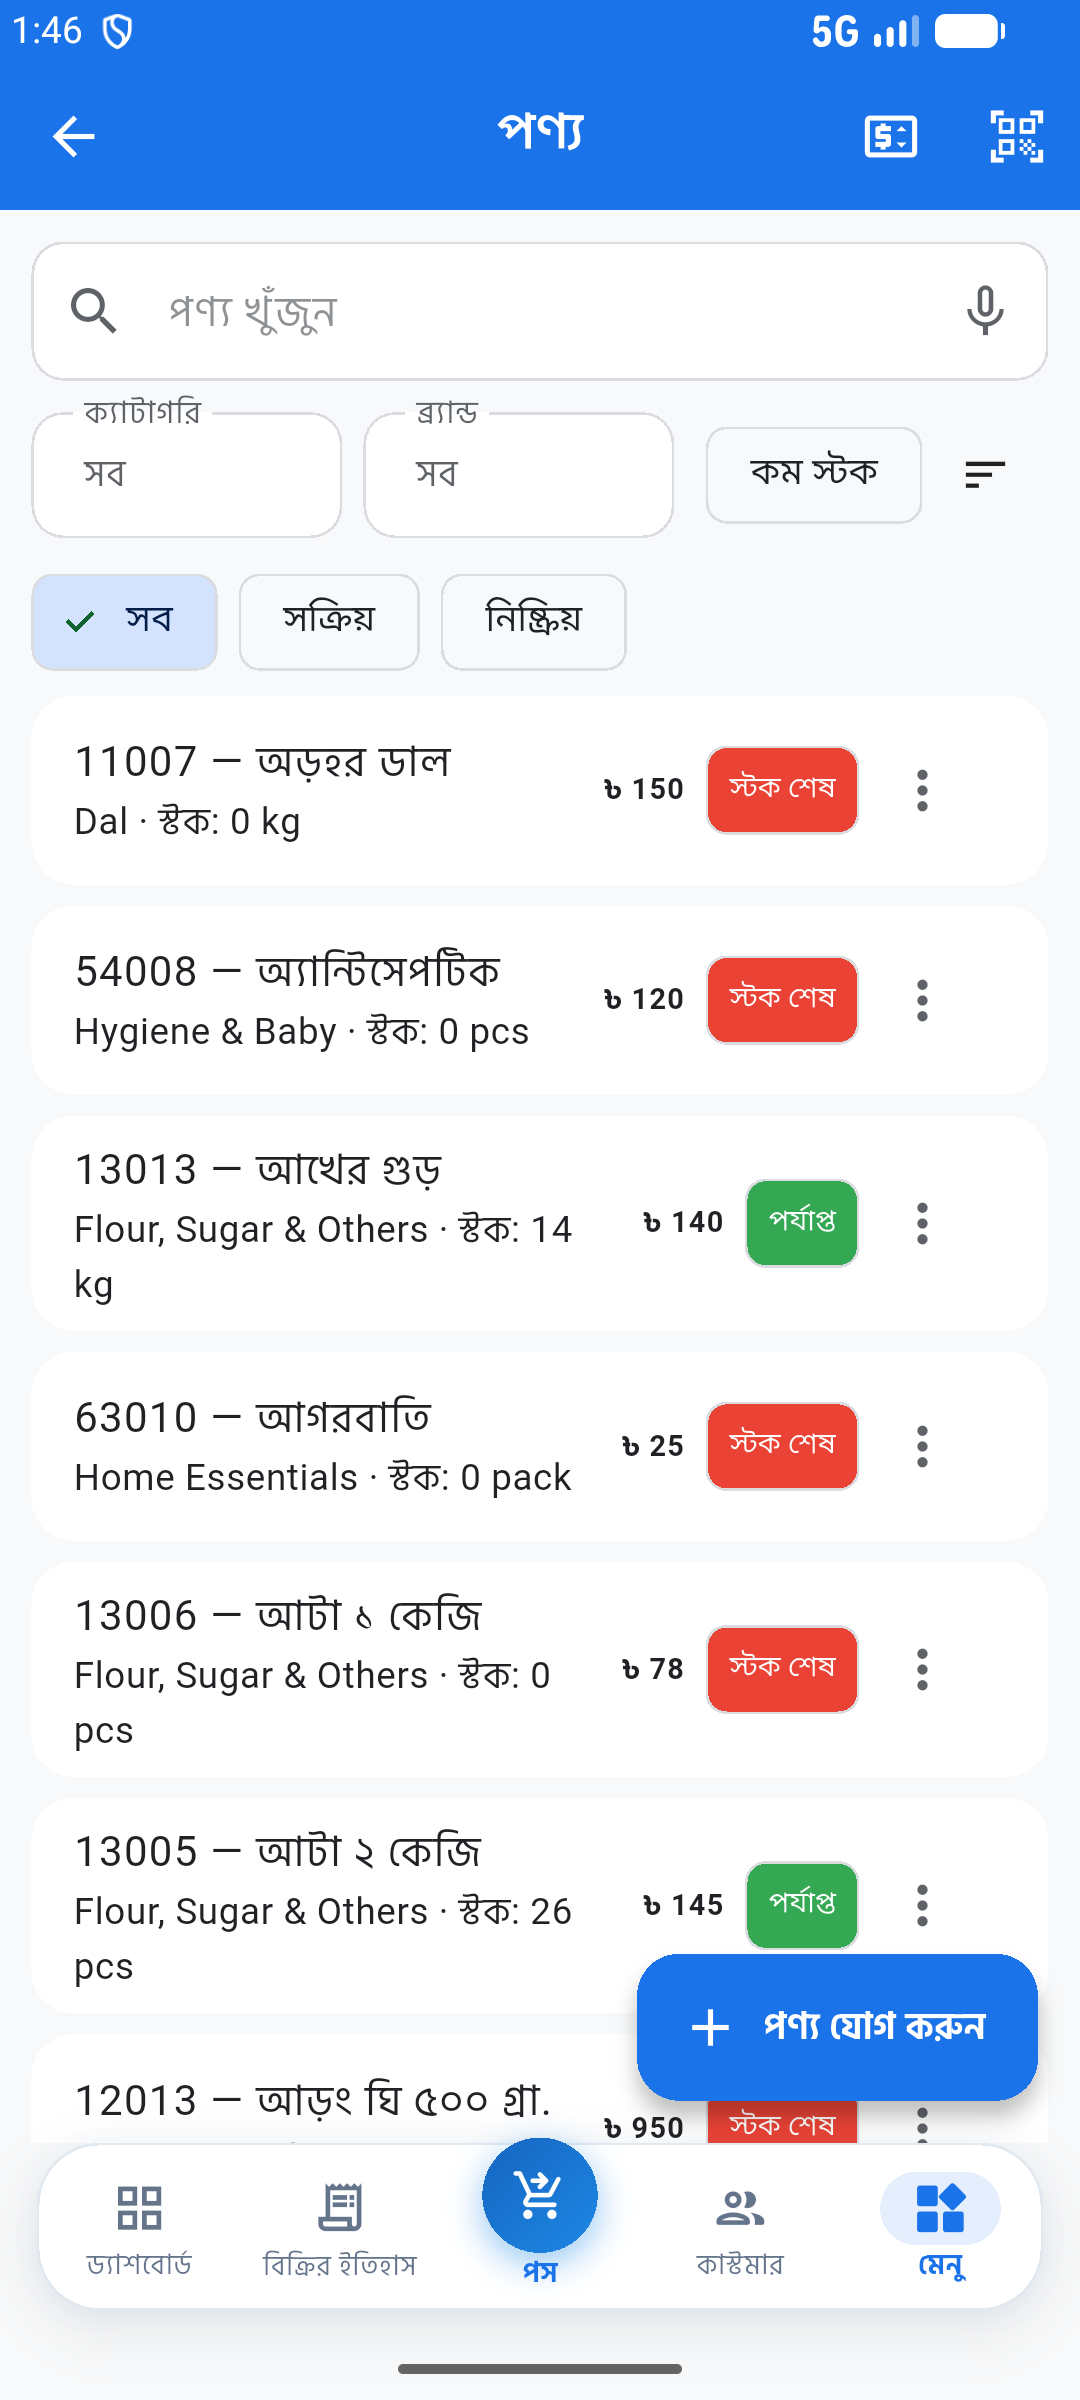 1:46 5G
পণ্য
পণ্য খুঁজুন
ক্যাটাগরি ব্র্যান্ড
সব সব কম স্টক
সব সক্রিয় নিষ্ক্রিয়
11007 — অড়হর ডাল
Dal · স্টক: 0 kg
৳ 150 স্টক শেষ
54008 — অ্যান্টিসেপটিক
Hygiene & Baby · স্টক: 0 pcs
৳ 120 স্টক শেষ
13013 — আখের গুড়
Flour, Sugar & Others · স্টক: 14
kg
৳ 140 পর্যাপ্ত
63010 — আগরবাতি
Home Essentials · স্টক: 0 pack
৳ 25 স্টক শেষ
13006 — আটা ১ কেজি
Flour, Sugar & Others · স্টক: 0
pcs
৳ 78 স্টক শেষ
13005 — আটা ২ কেজি
Flour, Sugar & Others · স্টক: 26
pcs
৳ 145 পর্যাপ্ত
পণ্য যোগ করুন
12013 — আড়ং ঘি ৫০০ গ্রা.
৳ 950 স্টক শেষ
ড্যাশবোর্ড বিক্রির ইতিহাস পস কাস্টমার মেনু